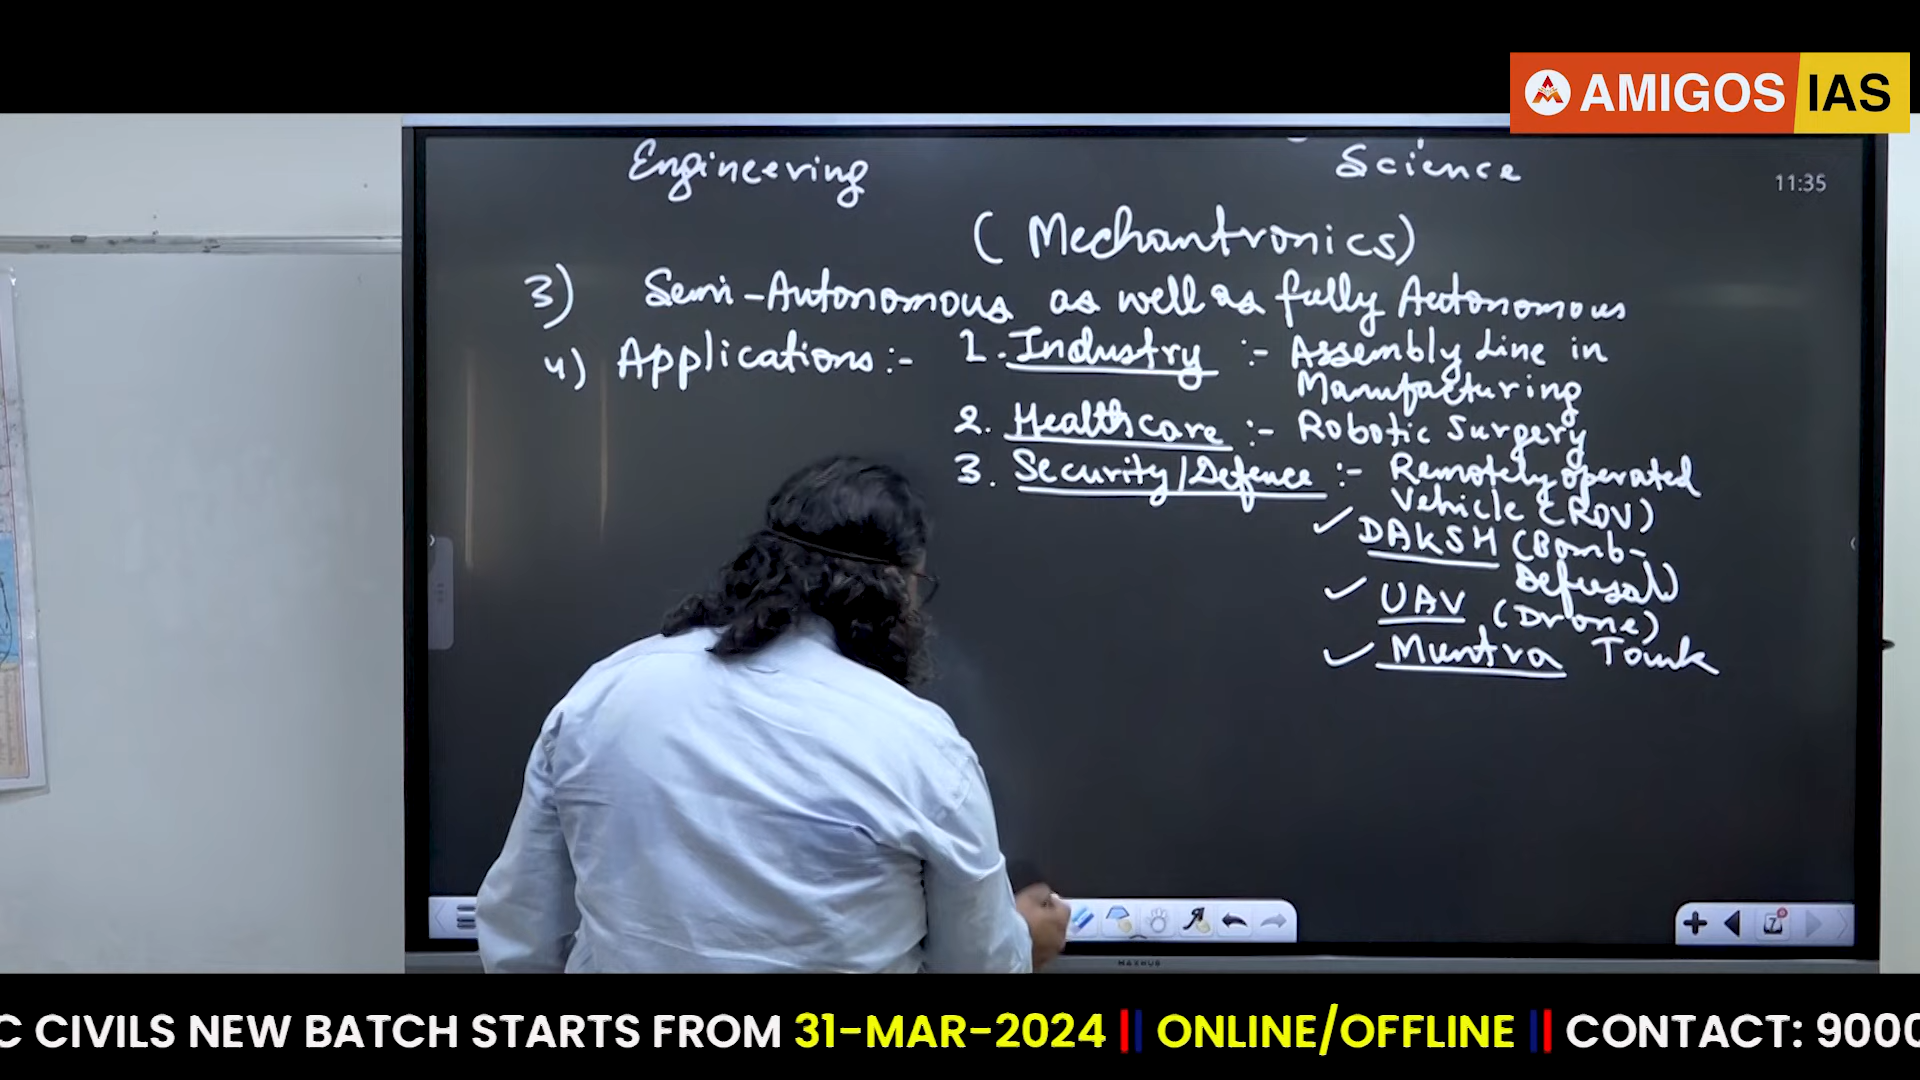 AMIGOS IAS
Engineering Science
11:35
( Mechantronics)
3) Semi-Autonomous as well as fully Autonomous
4) Applications :- 1. Industry :- Assembly Line in
Manufacturing
2. Healthcare :- Robotic Surgery
3. Security/Defence :- Remotely operated
Vehicle (ROV)
✓ DAKSH (Bomb-
Defusal)
✓ UAV (Drone)
✓ Muntra Tank
MAXHUB
C CIVILS NEW BATCH STARTS FROM 31-MAR-2024 || ONLINE/OFFLINE || CONTACT: 9000